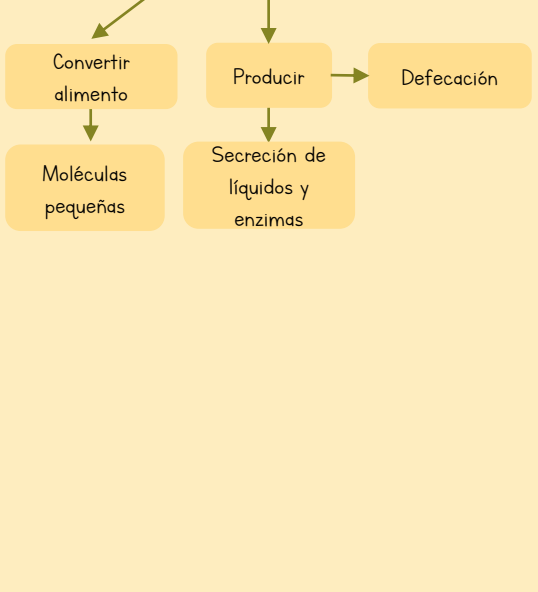 Convertir
alimento
Producir
Defecación
Moléculas
pequeñas
Secreción de
líquidos y
enzimas